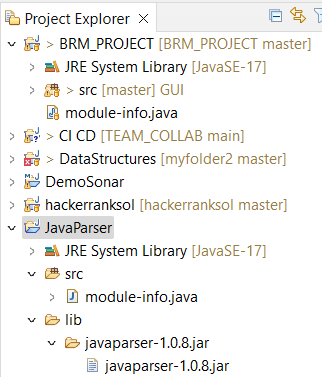 Project Explorer
> BRM_PROJECT [BRM_PROJECT master]
JRE System Library [JavaSE-17]
> src [master] GUI
module-info.java
> CI CD [TEAM_COLLAB main]
> DataStructures [myfolder2 master]
DemoSonar
hackerranksol [hackerranksol master]
JavaParser
JRE System Library [JavaSE-17]
src
module-info.java
lib
javaparser-1.0.8.jar
javaparser-1.0.8.jar